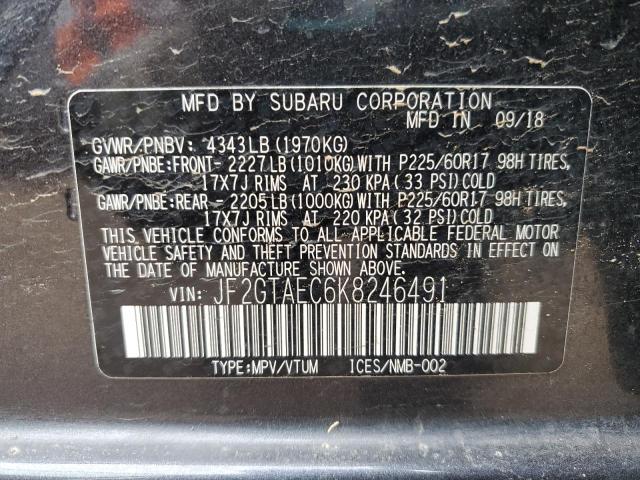 MFD BY SUBARU CORPORATION
MFD IN 09/18
GVWR/PNBV: 4343LB (1970KG)
GAWR/PNBE:FRONT- 2227LB (1010KG) WITH P225/60R17 98H TIRES,
17X7J RIMS AT 230 KPA (33 PSI) COLD
GAWR/PNBE:REAR - 2205LB (1000KG) WITH P225/60R17 98H TIRES,
17X7J RIMS AT 220 KPA (32 PSI) COLD
THIS VEHICLE CONFORMS TO ALL APPLICABLE FEDERAL MOTOR
VEHICLE SAFETY AND THEFT PREVENTION STANDARDS IN EFFECT
ON THE DATE OF MANUFACTURE SHOWN ABOVE.
VIN: JF2GTAEC6K8246491
TYPE:MPV/VTUM ICES/NMB-002